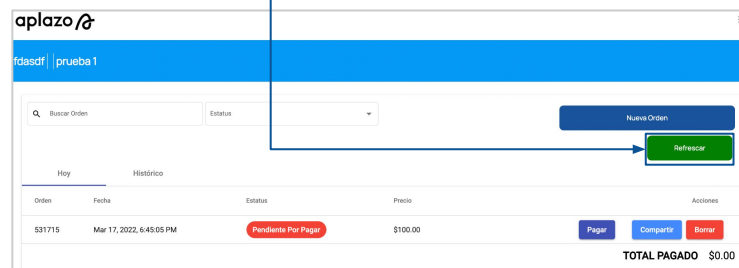 aplazo
fdasdf prueba 1
Buscar Orden Estatus Nueva Orden
Refrescar
Hoy Histórico
Orden Fecha Estatus Precio Acciones
531715 Mar 17, 2022, 6:45:05 PM Pendiente Por Pagar $100.00 Pagar Compartir Borrar
TOTAL PAGADO $0.00